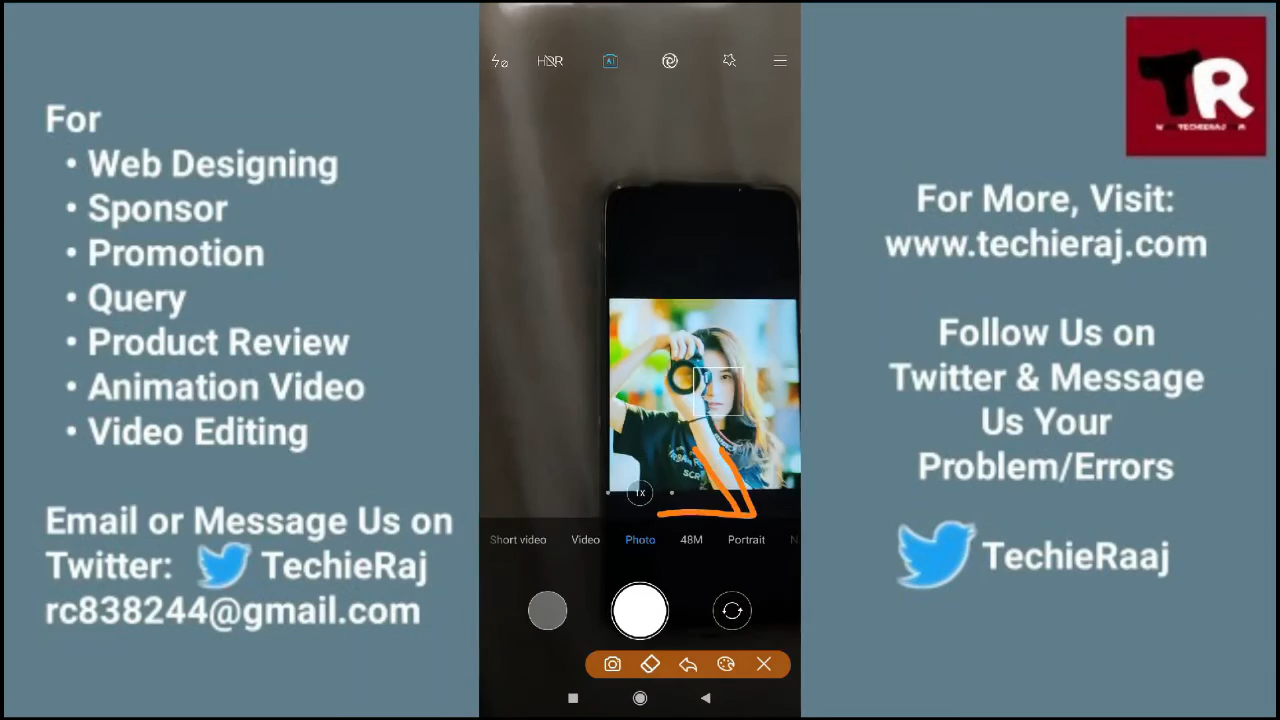 For
• Web Designing
• Sponsor
• Promotion
• Query
• Product Review
• Animation Video
• Video Editing
Email or Message Us on
Twitter: TechieRaj
rc838244@gmail.com
HDR
AI
1x
Short video Video Photo 48M Portrait N
TR
For More, Visit:
www.techieraj.com
Follow Us on
Twitter & Message
Us Your
Problem/Errors
TechieRaaj